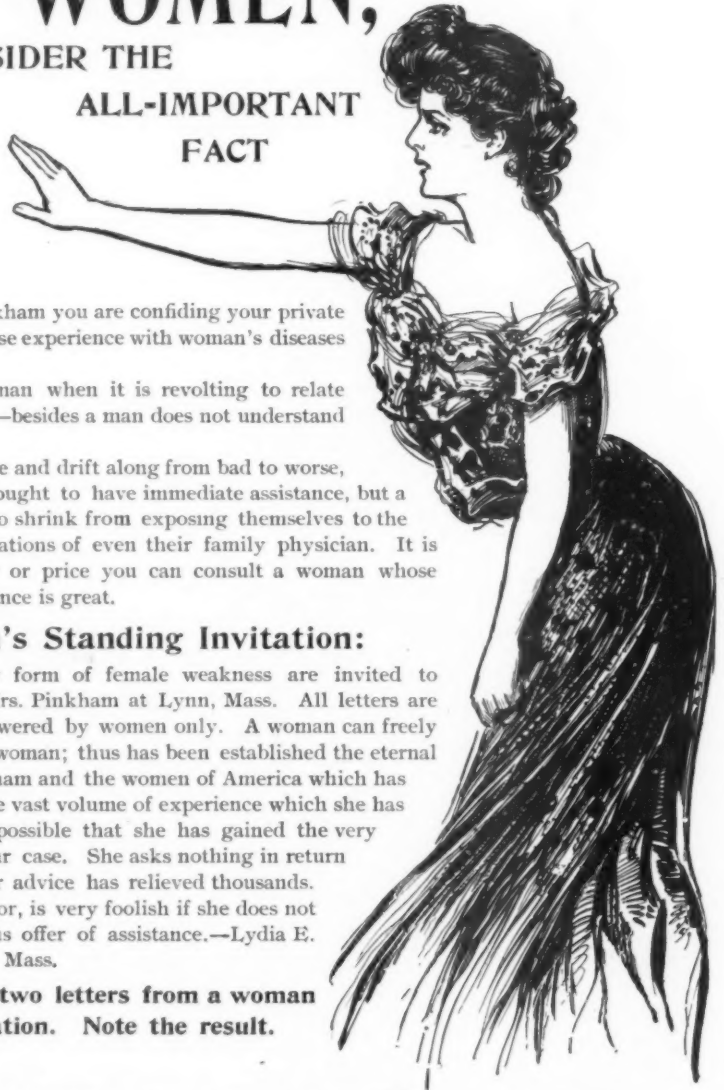 WOMEN,
SIDER THE
ALL-IMPORTANT
FACT
kham you are confiding your private
se experience with woman's diseases
man when it is revolting to relate
—besides a man does not understand
e and drift along from bad to worse,
ought to have immediate assistance, but a
o shrink from exposing themselves to the
ations of even their family physician. It is
or price you can consult a woman whose
nce is great.
's Standing Invitation:
form of female weakness are invited to
rs. Pinkham at Lynn, Mass. All letters are
wered by women only. A woman can freely
woman; thus has been established the eternal
ham and the women of America which has
e vast volume of experience which she has
possible that she has gained the very
r case. She asks nothing in return
r advice has relieved thousands.
or, is very foolish if she does not
us offer of assistance.—Lydia E.
Mass.
two letters from a woman
tion. Note the result.